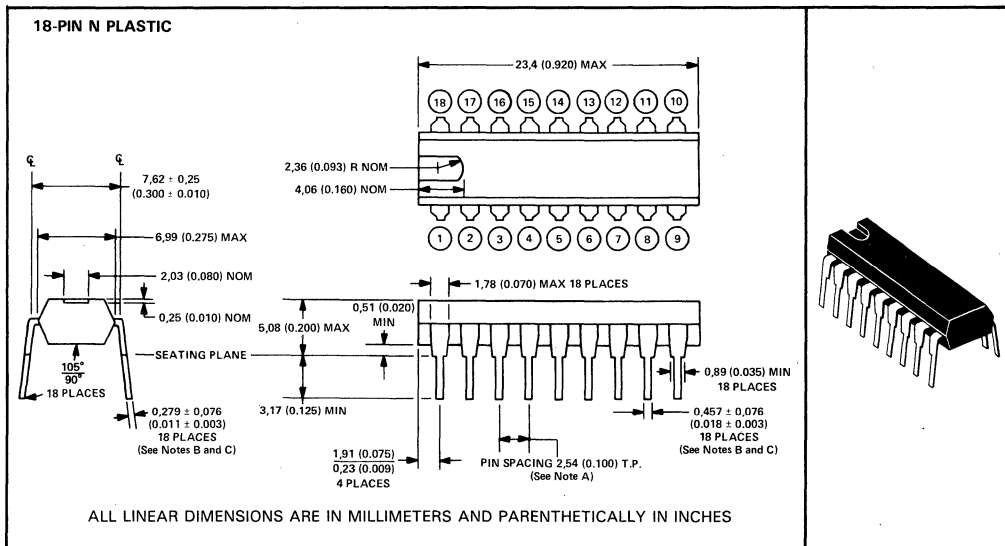 18-PIN N PLASTIC
23,4 (0.920) MAX
18 17 16 15 14 13 12 11 10
℄ ℄
7,62 ± 0,25
(0.300 ± 0.010)
2,36 (0.093) R NOM
4,06 (0.160) NOM
6,99 (0.275) MAX
1 2 3 4 5 6 7 8 9
2,03 (0.080) NOM
1,78 (0.070) MAX 18 PLACES
0,51 (0.020)
MIN
0,25 (0.010) NOM
5,08 (0.200) MAX
SEATING PLANE
105°
90°
18 PLACES
0,89 (0.035) MIN
18 PLACES
3,17 (0.125) MIN
0,279 ± 0,076
(0.011 ± 0.003)
18 PLACES
(See Notes B and C)
0,457 ± 0,076
(0.018 ± 0.003)
18 PLACES
(See Notes B and C)
1,91 (0.075)
0,23 (0.009)
4 PLACES
PIN SPACING 2,54 (0.100) T.P.
(See Note A)
ALL LINEAR DIMENSIONS ARE IN MILLIMETERS AND PARENTHETICALLY IN INCHES